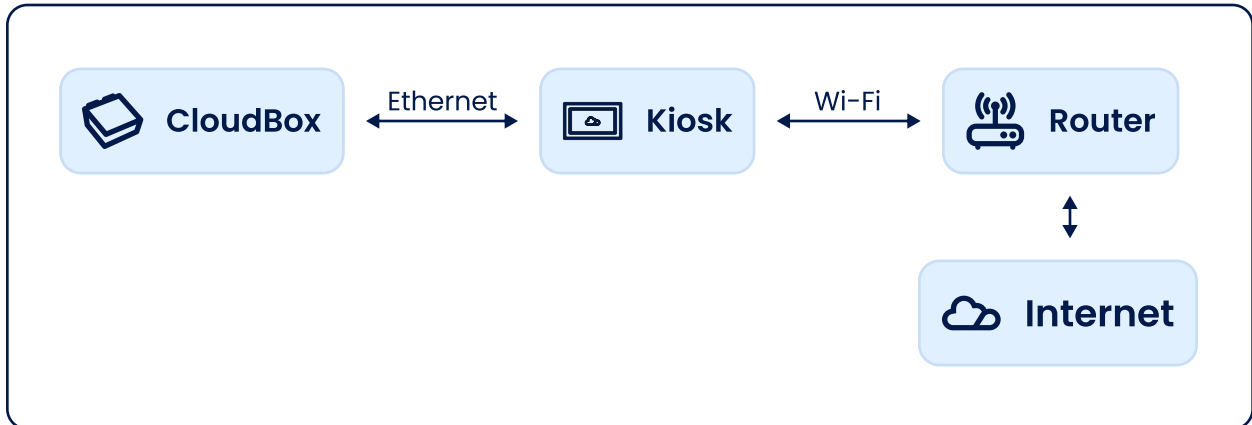 Ethernet
Wi-Fi
CloudBox
Kiosk
Router
Internet